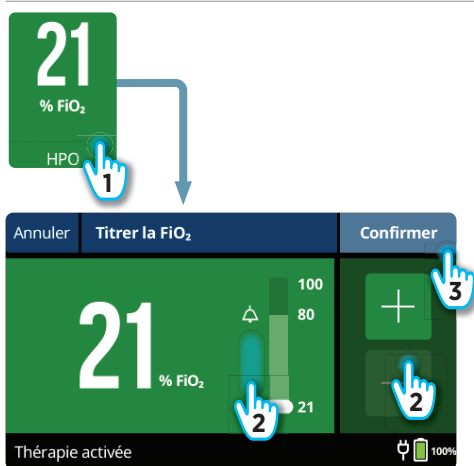 21
% FiO₂
HPO
1
Annuler Titrer la FiO₂ Confirmer
3
100
80
21 % FiO₂
21
2
2
Thérapie activée 100%